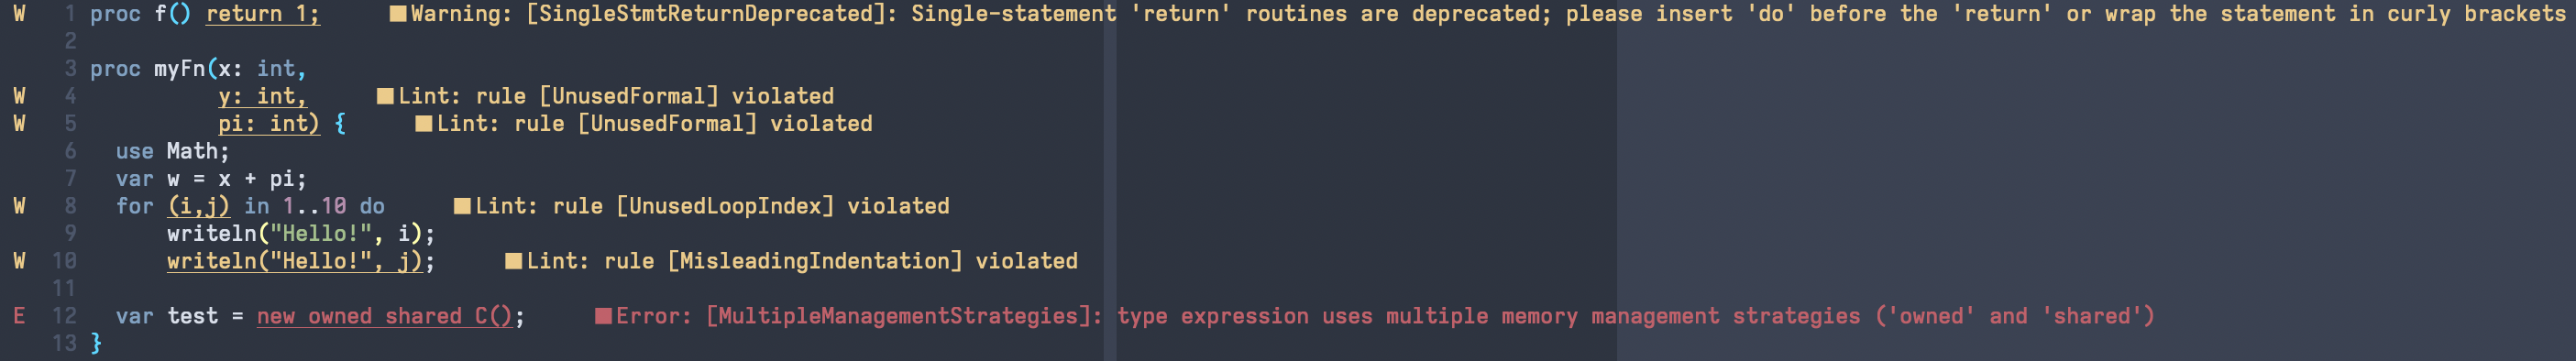 W 1 proc f() return 1; ■Warning: [SingleStmtReturnDeprecated]: Single-statement 'return' routines are deprecated; please insert 'do' before the 'return' or wrap the statement in curly brackets
2
3 proc myFn(x: int,
W 4 y: int, ■Lint: rule [UnusedFormal] violated
W 5 pi: int) { ■Lint: rule [UnusedFormal] violated
6 use Math;
7 var w = x + pi;
W 8 for (i,j) in 1..10 do ■Lint: rule [UnusedLoopIndex] violated
9 writeln("Hello!", i);
W 10 writeln("Hello!", j); ■Lint: rule [MisleadingIndentation] violated
11
E 12 var test = new owned shared C(); ■Error: [MultipleManagementStrategies]: type expression uses multiple memory management strategies ('owned' and 'shared')
13 }